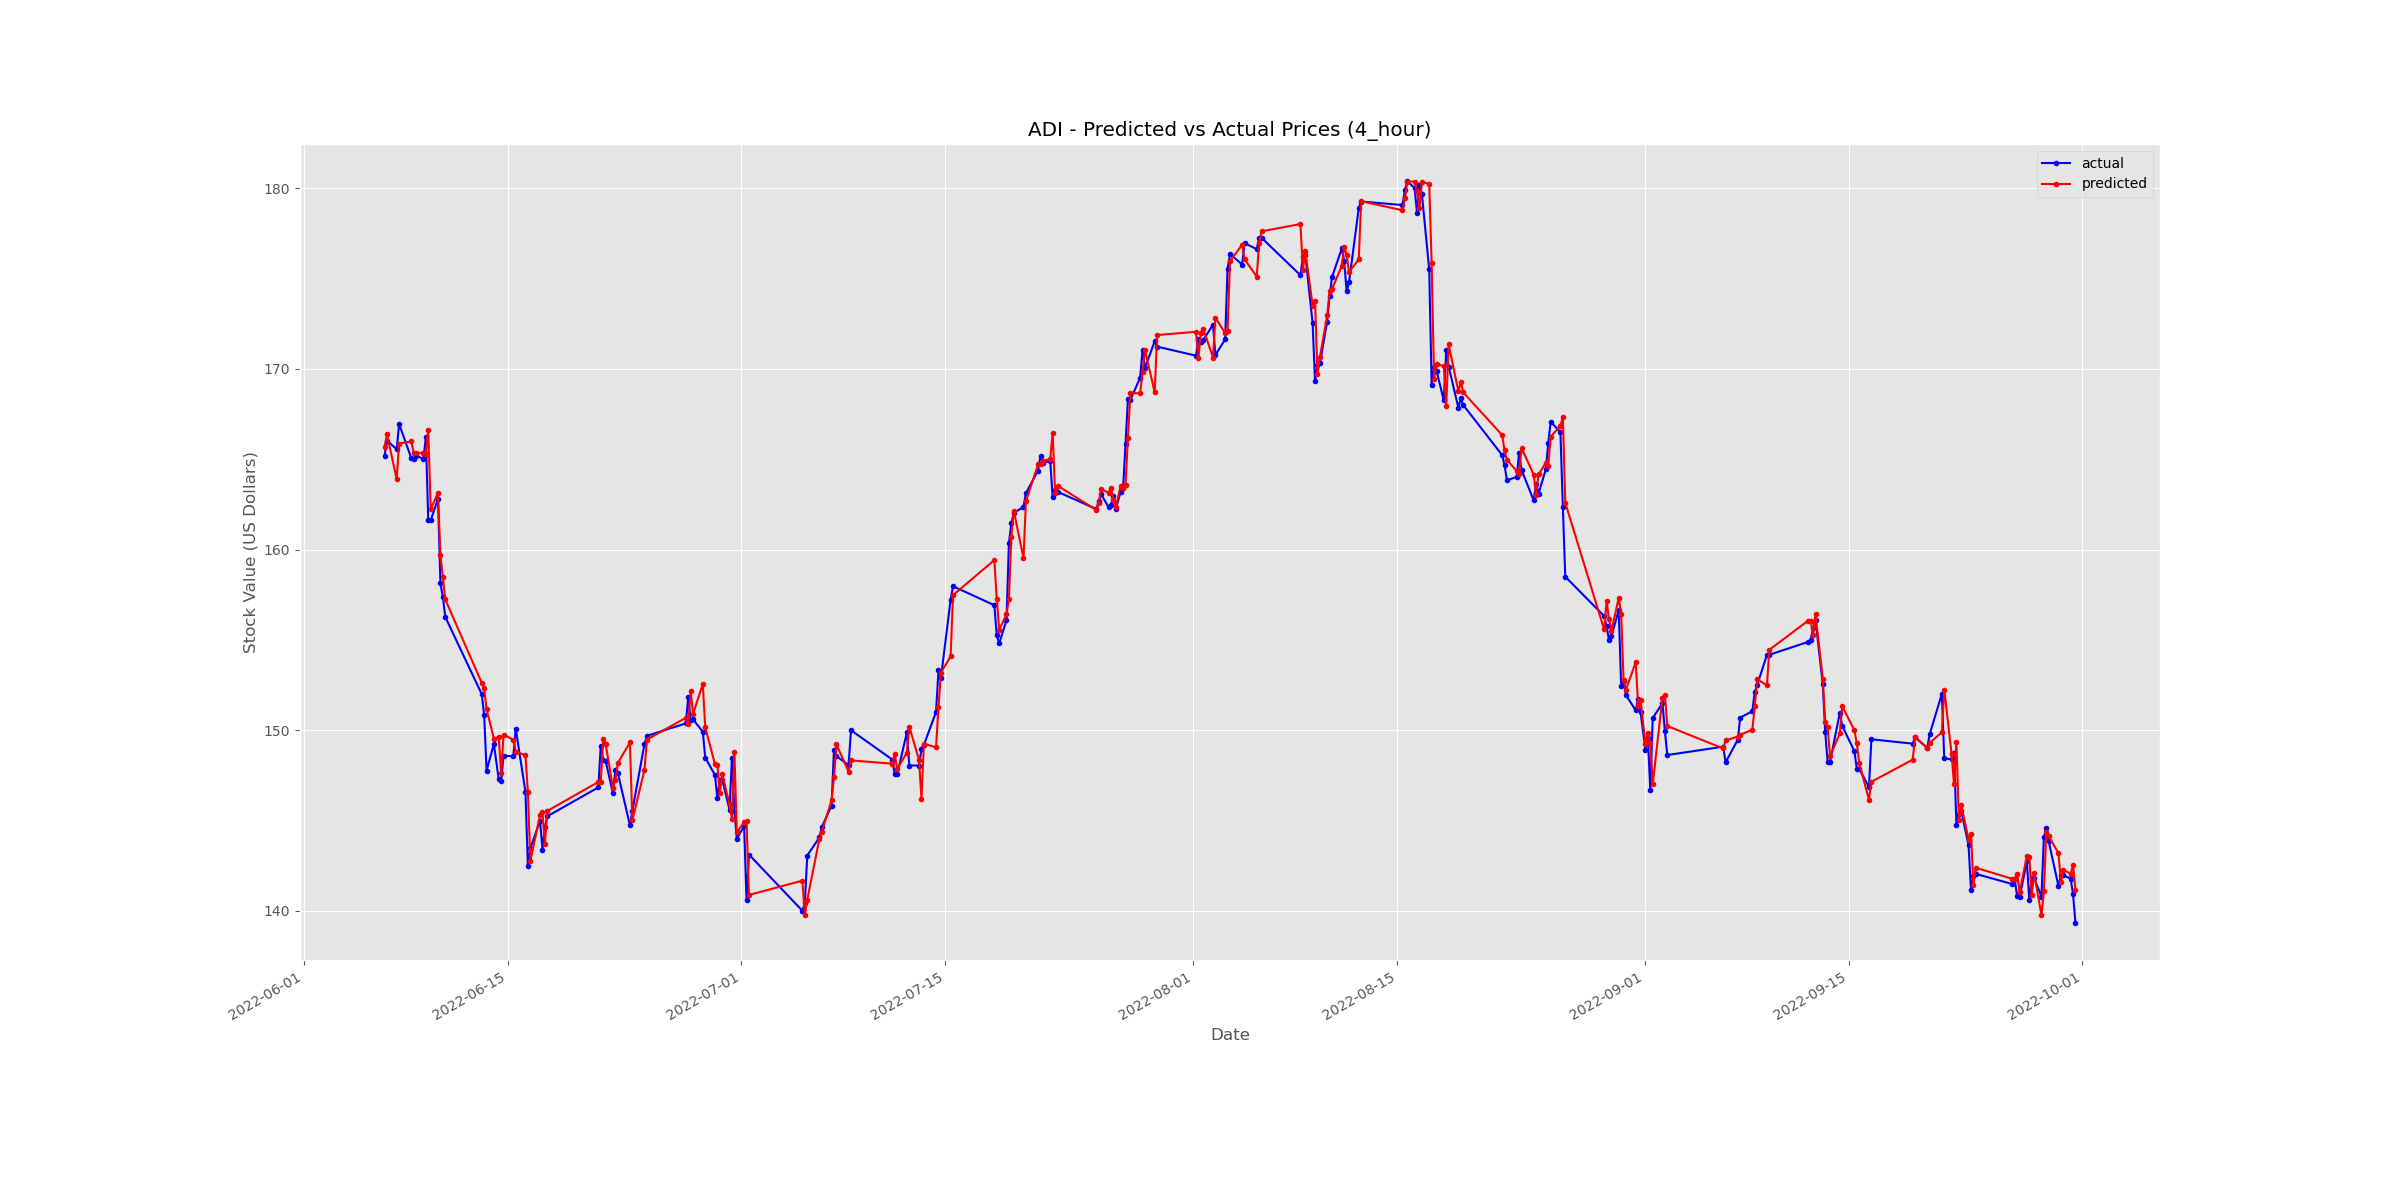 ADI - Predicted vs Actual Prices (4_hour)
actual
predicted
180
170
160
150
140
Stock Value (US Dollars)
2022-06-01
2022-06-15
2022-07-01
2022-07-15
2022-08-01
2022-08-15
2022-09-01
2022-09-15
2022-10-01
Date